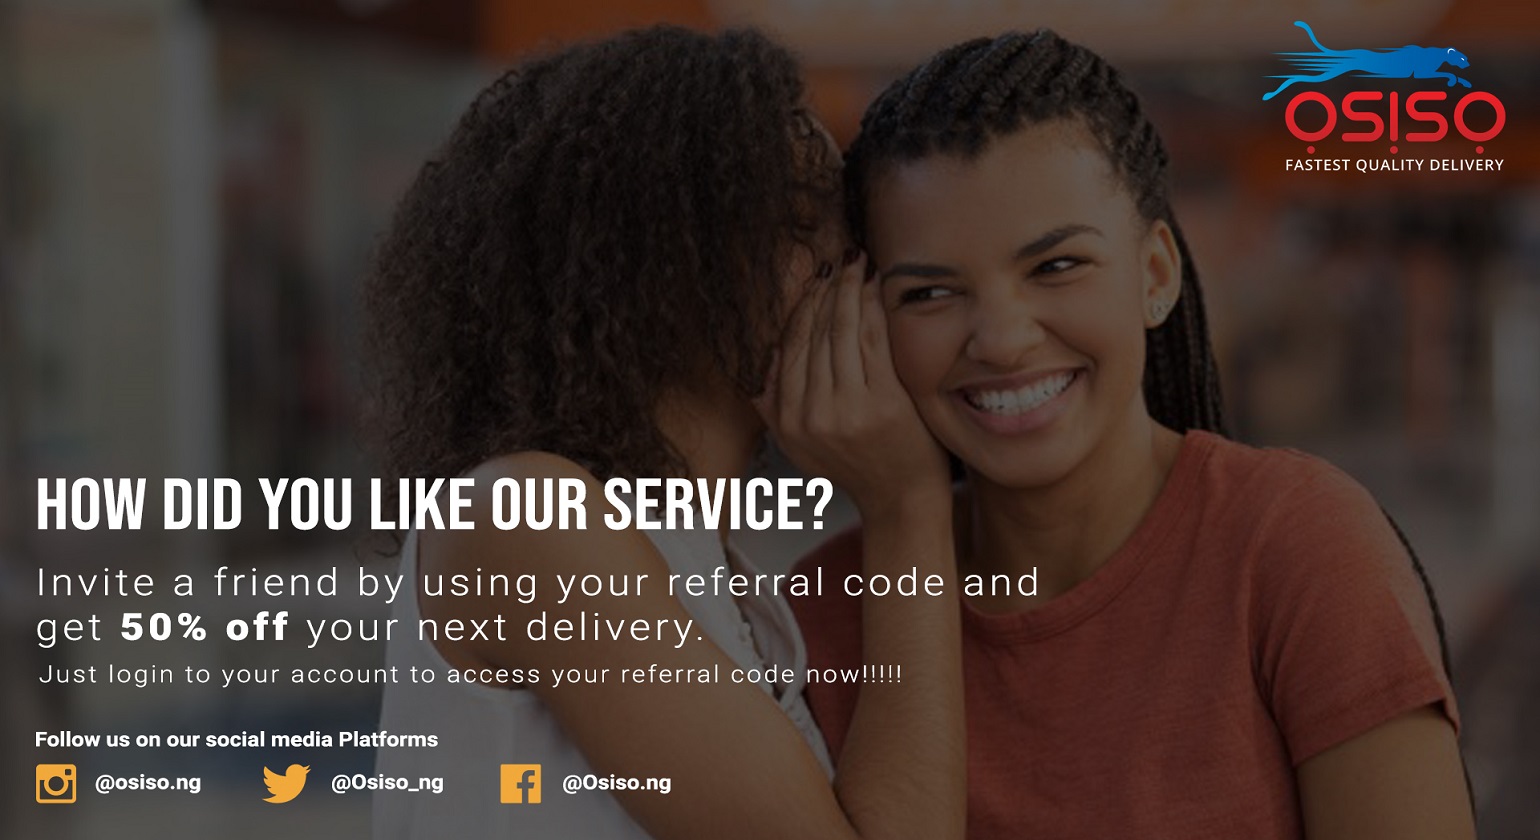 ỌSỊSỌ
FASTEST QUALITY DELIVERY
HOW DID YOU LIKE OUR SERVICE?
Invite a friend by using your referral code and
get 50% off your next delivery.
Just login to your account to access your referral code now!!!!!
Follow us on our social media Platforms
@osiso.ng @Osiso_ng @Osiso.ng